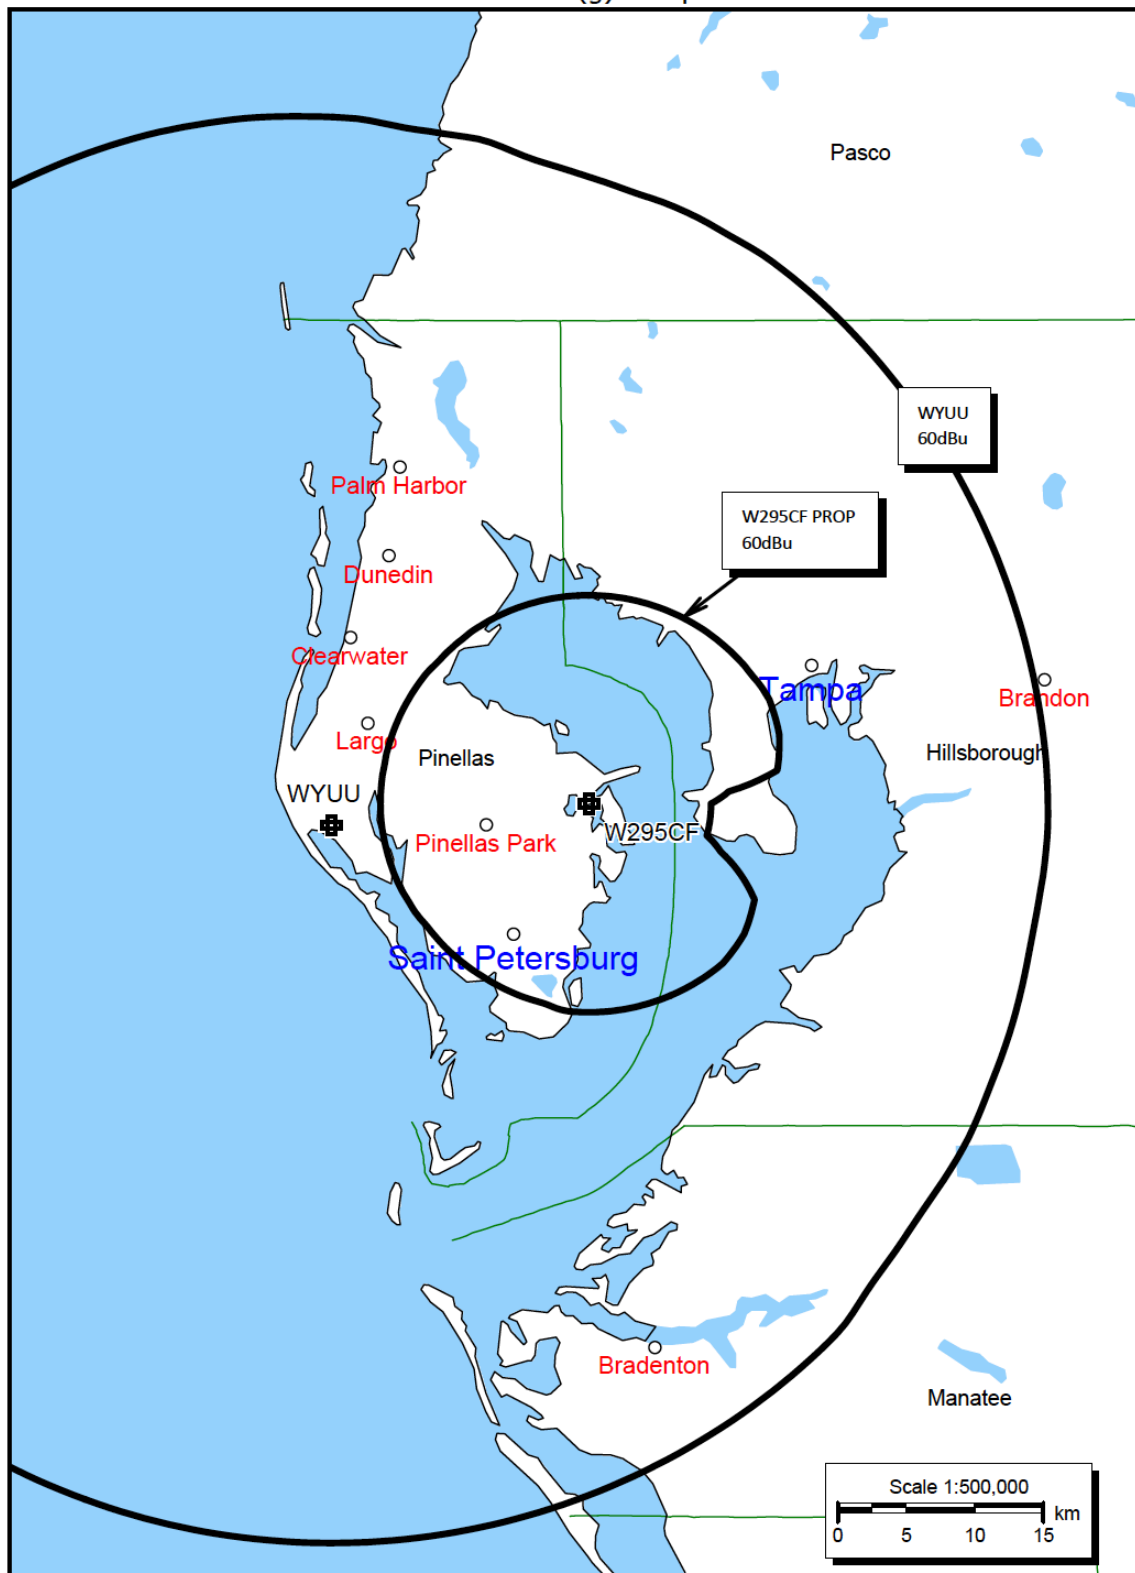 Pasco
WYUU
60dBu
Palm Harbor
W295CF PROP
60dBu
Dunedin
Clearwater
Tampa
Brandon
Largo
Pinellas
Hillsborough
WYUU
W295CF
Pinellas Park
Saint Petersburg
Bradenton
Manatee
Scale 1:500,000
km
0 5 10 15